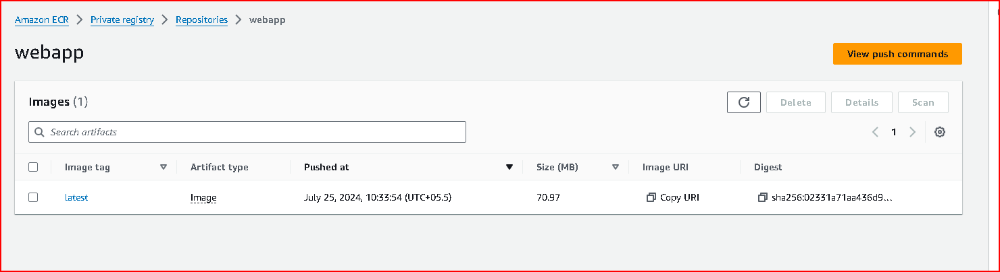 Amazon ECR > Private registry > Repositories > webapp
webapp
View push commands
Images (1)
Delete Details Scan
Search artifacts
1
Image tag Artifact type Pushed at Size (MB) Image URI Digest
latest Image July 25, 2024, 10:33:54 (UTC+05.5) 70.97 Copy URI sha256:02331a71aa436d9...